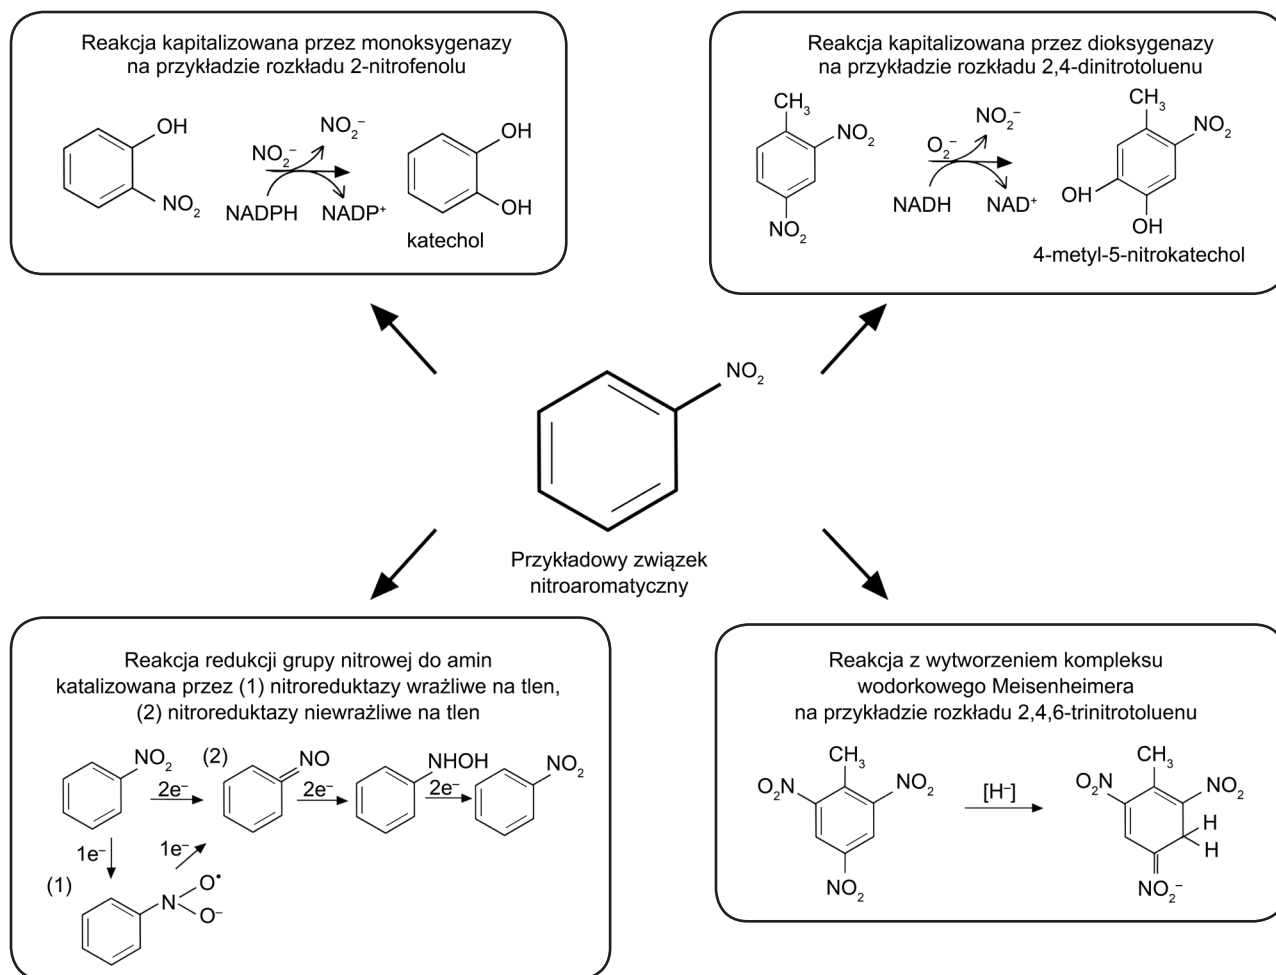 Reakcja kapitalizowana przez monoksygenazy
na przykładzie rozkładu 2-nitrofenolu
OH
NO₂
NO₂⁻
NO₂⁻
NADPH
NADP⁺
OH
OH
katechol
Reakcja kapitalizowana przez dioksygenazy
na przykładzie rozkładu 2,4-dinitrotoluenu
CH₃
NO₂
NO₂
NO₂⁻
O₂⁻
NADH
NAD⁺
CH₃
NO₂
OH
OH
4-metyl-5-nitrokatechol
NO₂
Przykładowy związek
nitroaromatyczny
Reakcja redukcji grupy nitrowej do amin
katalizowana przez (1) nitroreduktazy wrażliwe na tlen,
(2) nitroreduktazy niewrażliwe na tlen
NO₂
2e⁻
(2)
NO
2e⁻
NHOH
2e⁻
NO₂
1e⁻
1e⁻
(1)
N
O•
O⁻
Reakcja z wytworzeniem kompleksu
wodorkowego Meisenheimera
na przykładzie rozkładu 2,4,6-trinitrotoluenu
CH₃
O₂N
NO₂
NO₂
[H⁻]
CH₃
O₂N
NO₂
H
H
NO₂⁻